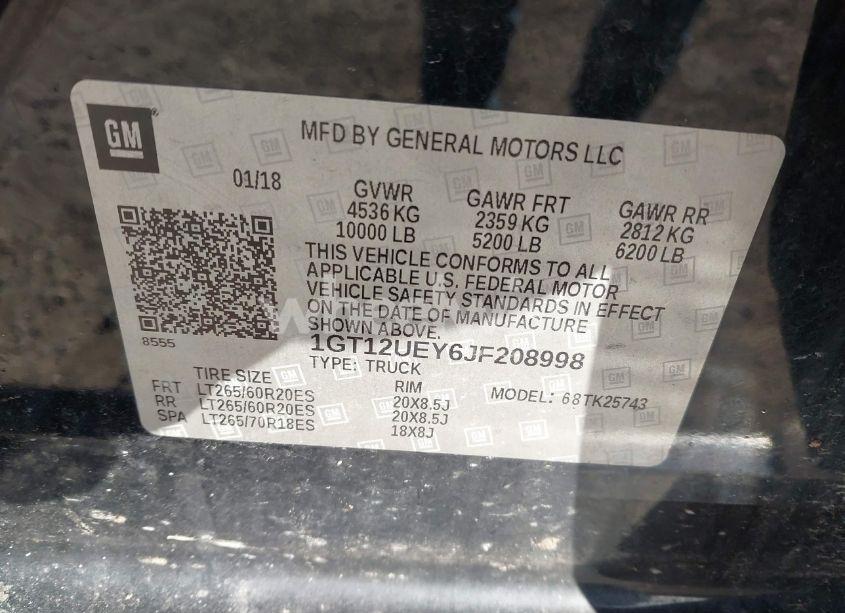 GM
MFD BY GENERAL MOTORS LLC
01/18
GVWR
4536 KG
10000 LB
GAWR FRT
2359 KG
5200 LB
GAWR RR
2812 KG
6200 LB
THIS VEHICLE CONFORMS TO ALL
APPLICABLE U.S. FEDERAL MOTOR
VEHICLE SAFETY STANDARDS IN EFFECT
ON THE DATE OF MANUFACTURE
SHOWN ABOVE.
8555
1GT12UEY6JF208998
TYPE: TRUCK
MODEL: 68TK25743
TIRE SIZE RIM
FRT LT265/60R20ES 20X8.5J
RR LT265/60R20ES 20X8.5J
SPA LT265/70R18ES 18X8J